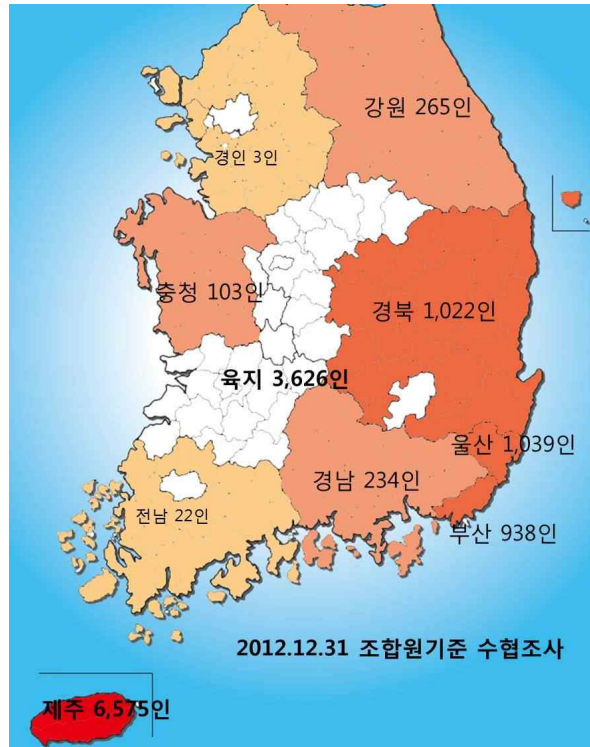 강원 265인
경인 3인
충청 103인
경북 1,022인
육지 3,626인
울산 1,039인
경남 234인
전남 22인
부산 938인
2012.12.31 조합원기준 수협조사
제주 6,575인